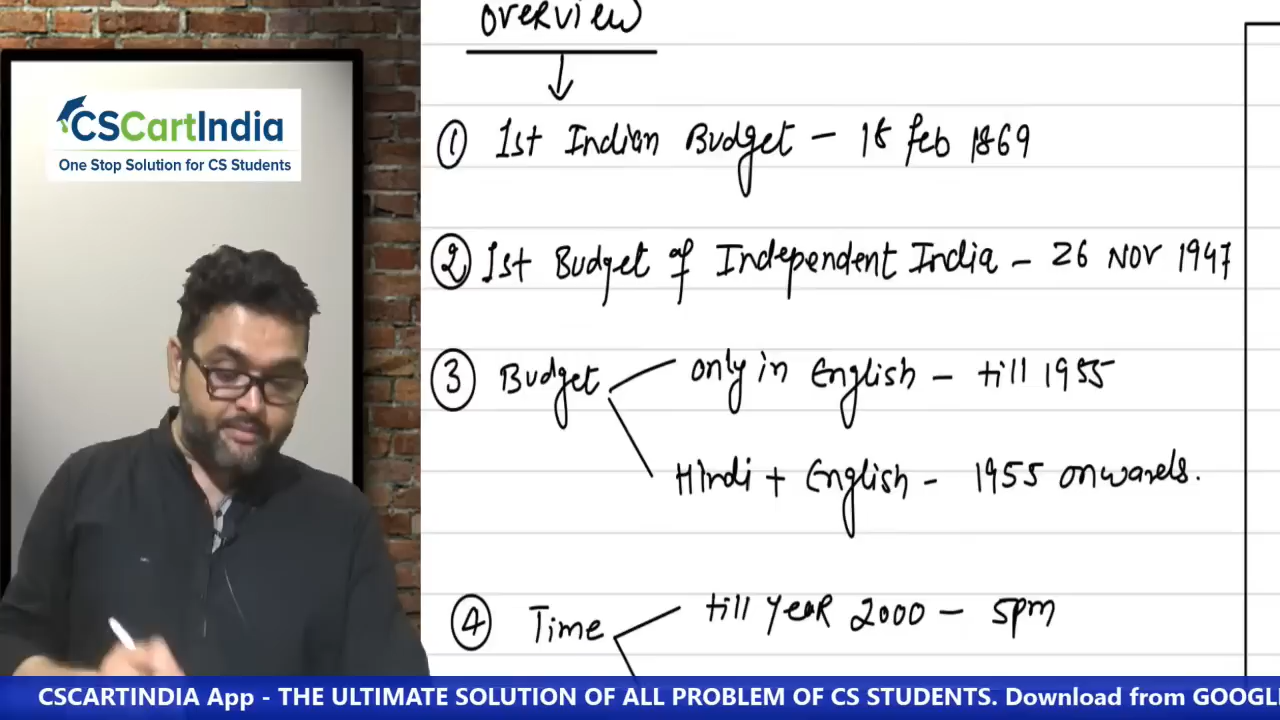 overview
CSCartIndia
One Stop Solution for CS Students
① 1st Indian Budget - 18 Feb 1869
② 1st Budget of Independent India - 26 Nov 1947
③ Budget only in English - till 1955
Hindi + English - 1955 onwards.
④ Time till year 2000 - 5pm
CSCARTINDIA App - THE ULTIMATE SOLUTION OF ALL PROBLEM OF CS STUDENTS. Download from GOOGL